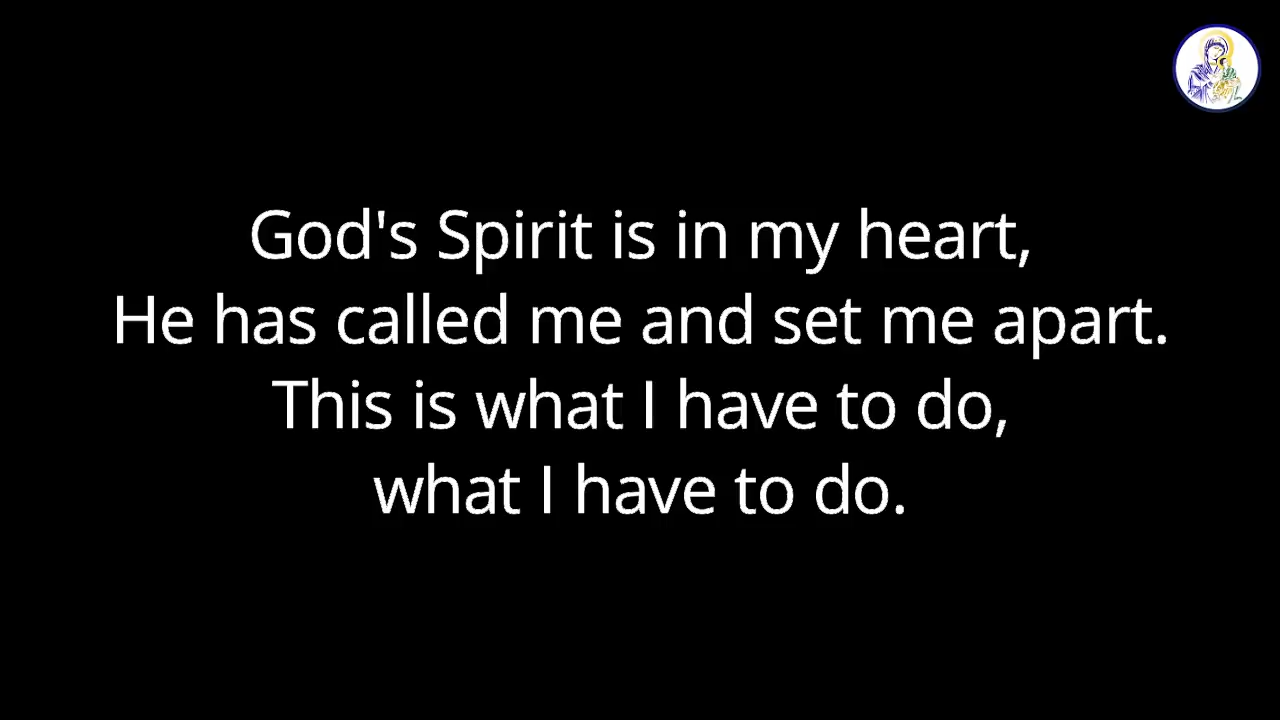 God's Spirit is in my heart,
He has called me and set me apart.
This is what I have to do,
what I have to do.